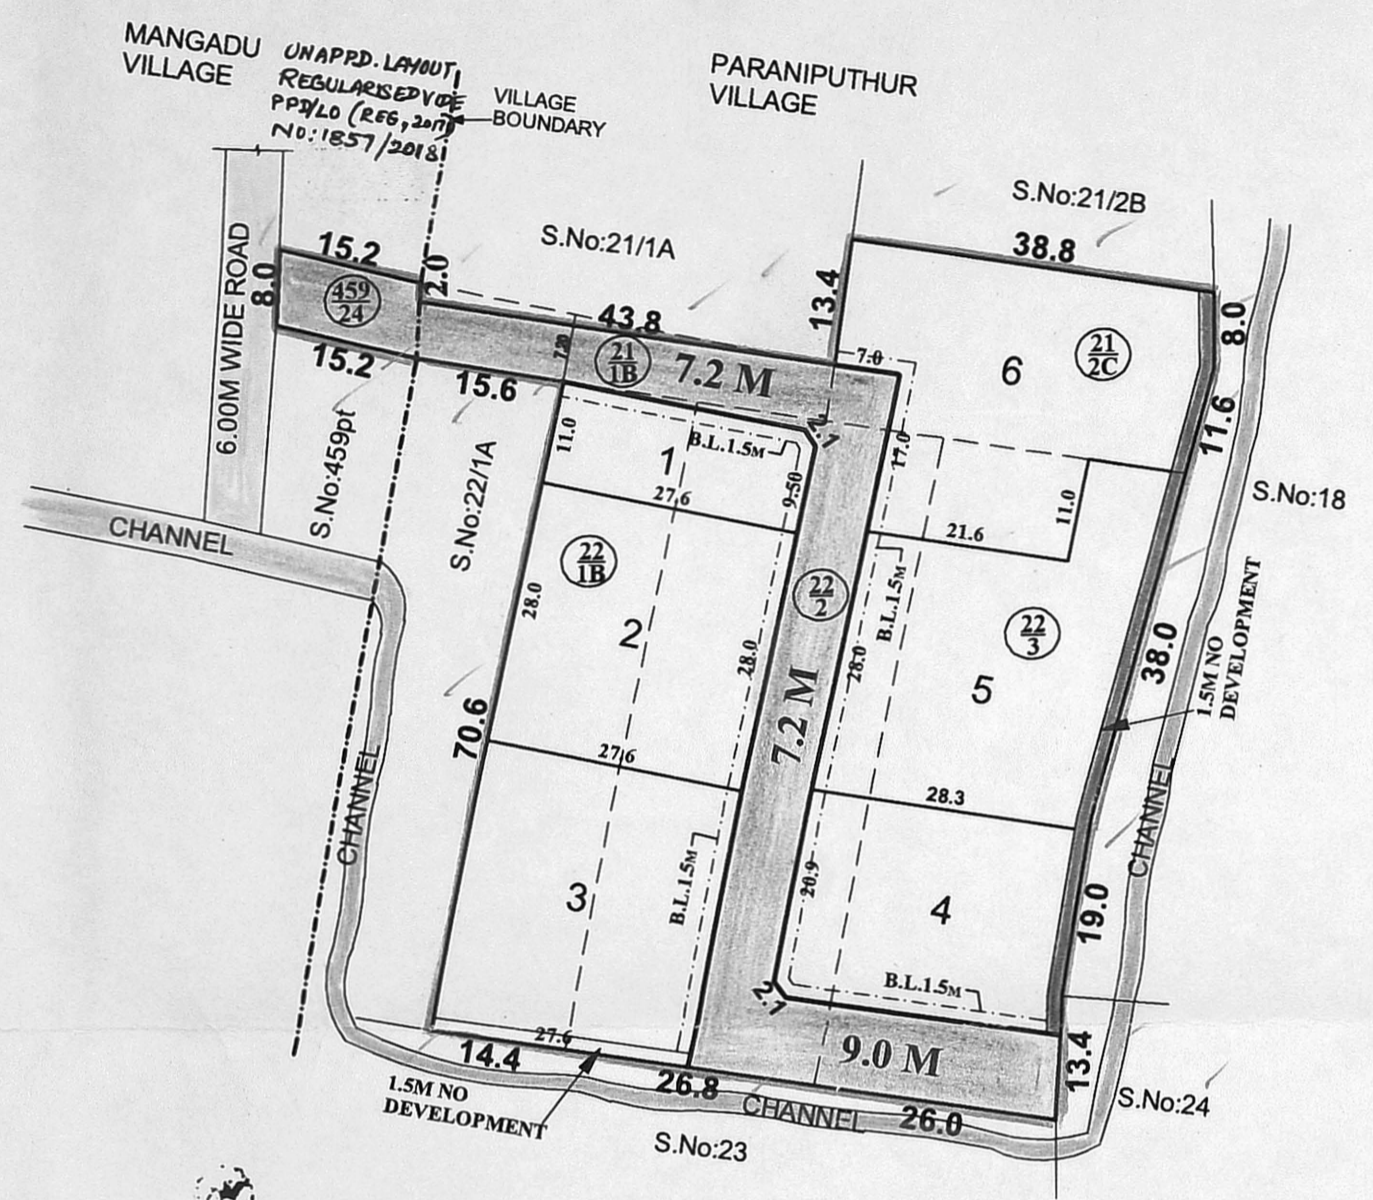 MANGADU
VILLAGE
UNAPPD. LAYOUT,
REGULARISED VIDE
PPD/LO (REG, 2017)
NO:1857/2018
VILLAGE
BOUNDARY
PARANIPUTHUR
VILLAGE
S.No:21/2B
S.No:21/1A
38.8
15.2
2.0
8.0
459
24
6.00M WIDE ROAD
13.4
43.8
7.20
21
1B
7.2 M
7.0
6
21
2C
8.0
11.6
15.2
15.6
S.No:459pt
S.No:22/1A
11.0
1
B.L.1.5M
2.1
17.0
9.50
27.6
21.6
11.0
S.No:18
CHANNEL
22
1B
28.0
2
28.0
22
2
28.0
B.L.1.5M
22
3
5
38.0
1.5M NO
DEVELOPMENT
70.6
27.6
7.2 M
28.3
CHANNEL
CHANNEL
3
B.L.1.5M
20.9
4
19.0
B.L.1.5M
2.1
27.6
14.4
9.0 M
13.4
1.5M NO
DEVELOPMENT
26.8
CHANNEL
26.0
S.No:24
S.No:23